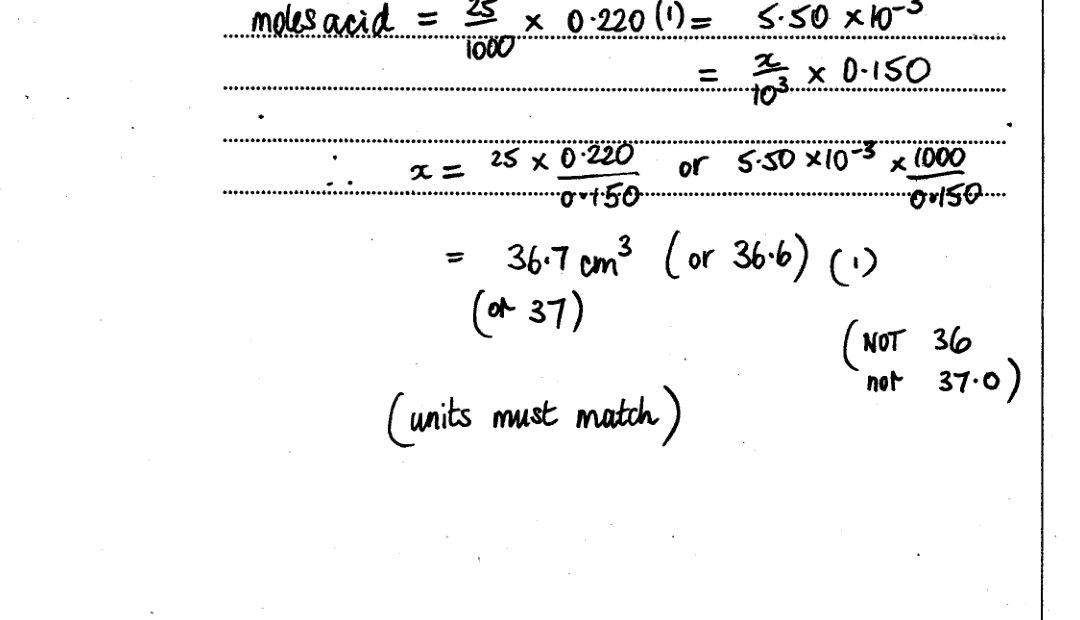 moles acid = 25/1000 × 0·220 (1) = 5·50 × 10⁻³
= x/10³ × 0·150
∴ x = 25 × 0·220/0·150 or 5·50 × 10⁻³ × 1000/0·150
= 36·7 cm³ (or 36·6) (1)
(or 37)
(NOT 36
not 37·0)
(units must match)